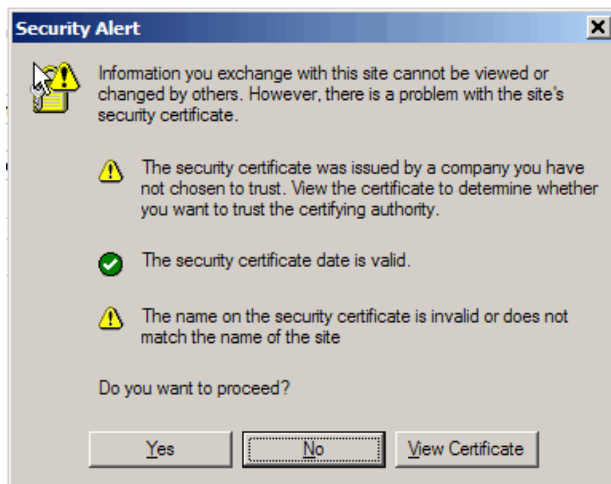 Security Alert
Information you exchange with this site cannot be viewed or
changed by others. However, there is a problem with the site's
security certificate.
The security certificate was issued by a company you have
not chosen to trust. View the certificate to determine whether
you want to trust the certifying authority.
The security certificate date is valid.
The name on the security certificate is invalid or does not
match the name of the site
Do you want to proceed?
Yes No View Certificate